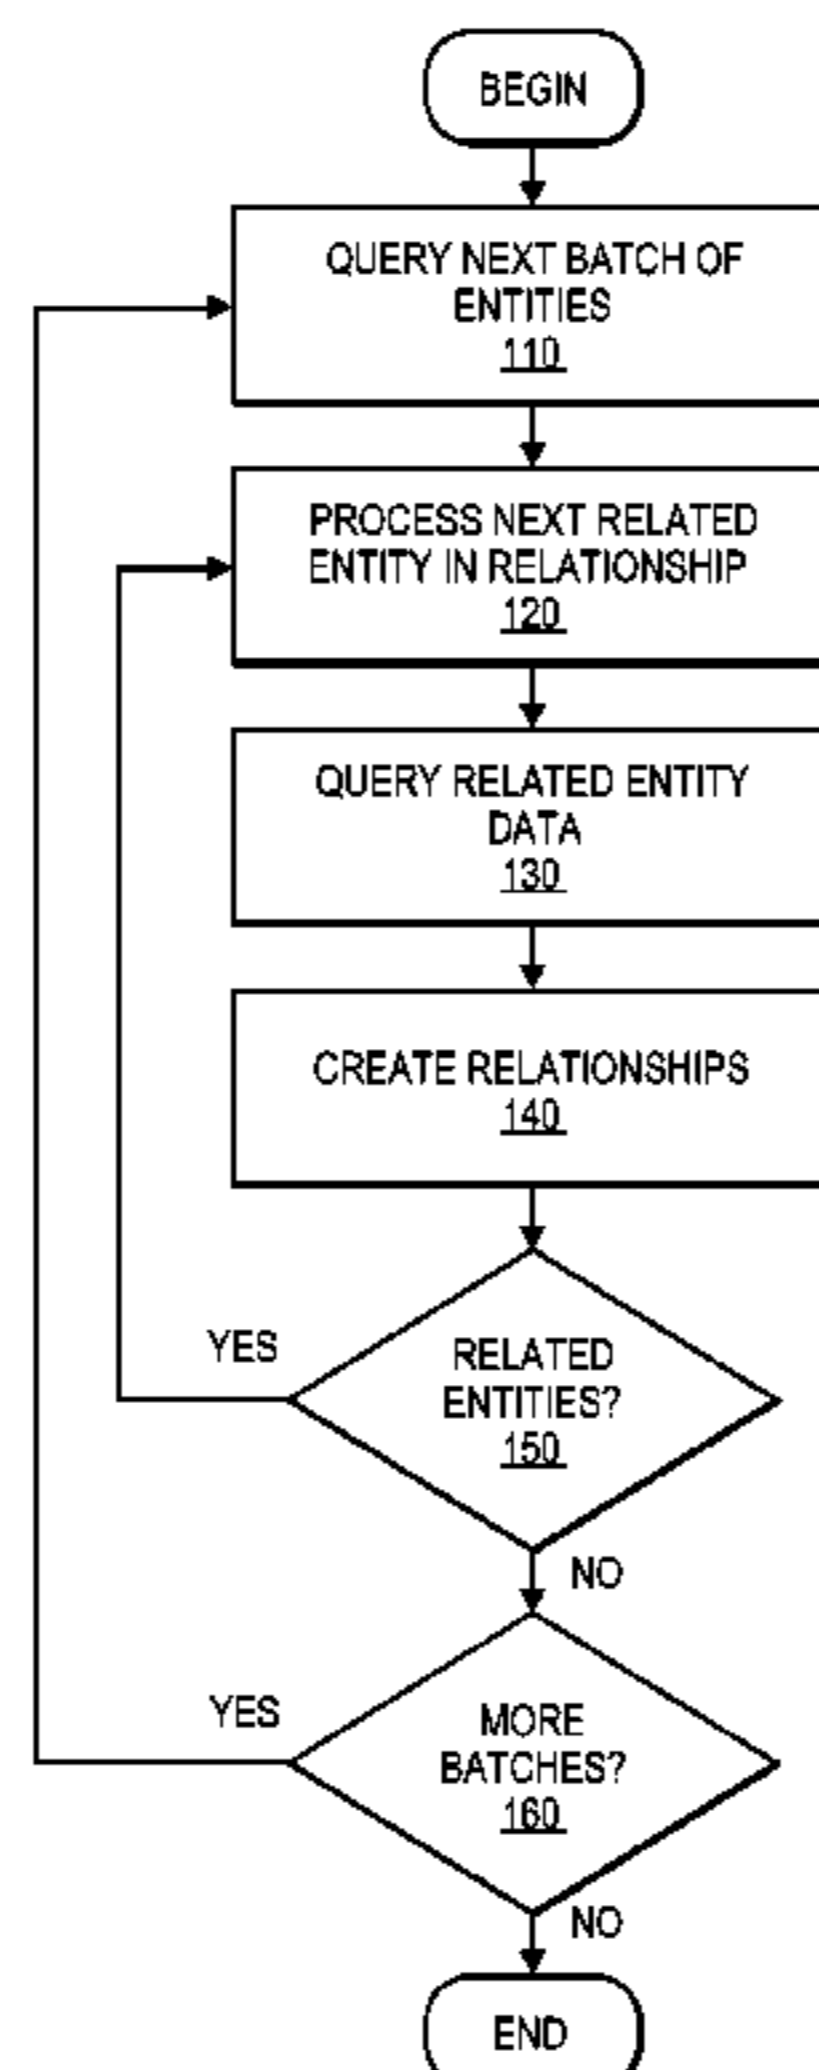 BEGIN
QUERY NEXT BATCH OF
ENTITIES
110
PROCESS NEXT RELATED
ENTITY IN RELATIONSHIP
120
QUERY RELATED ENTITY
DATA
130
CREATE RELATIONSHIPS
140
YES
RELATED
ENTITIES?
150
NO
YES
MORE
BATCHES?
160
NO
END